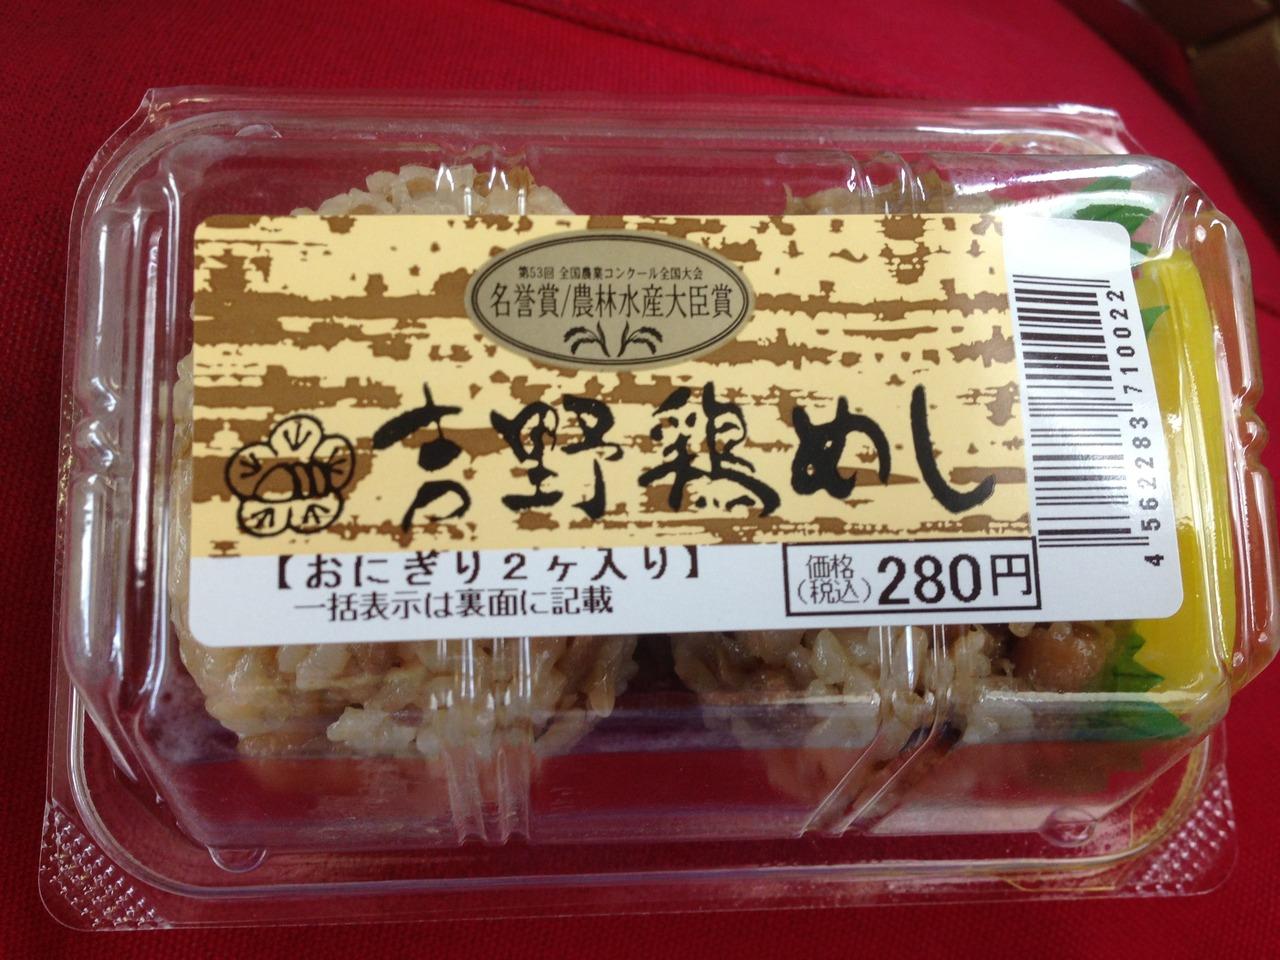 第53回 全国農業コンクール全国大会
名誉賞/農林水産大臣賞
吉野鶏めし
【おにぎり2ヶ入り】
一括表示は裏面に記載
価格
(税込)
280円
4 562283 710022